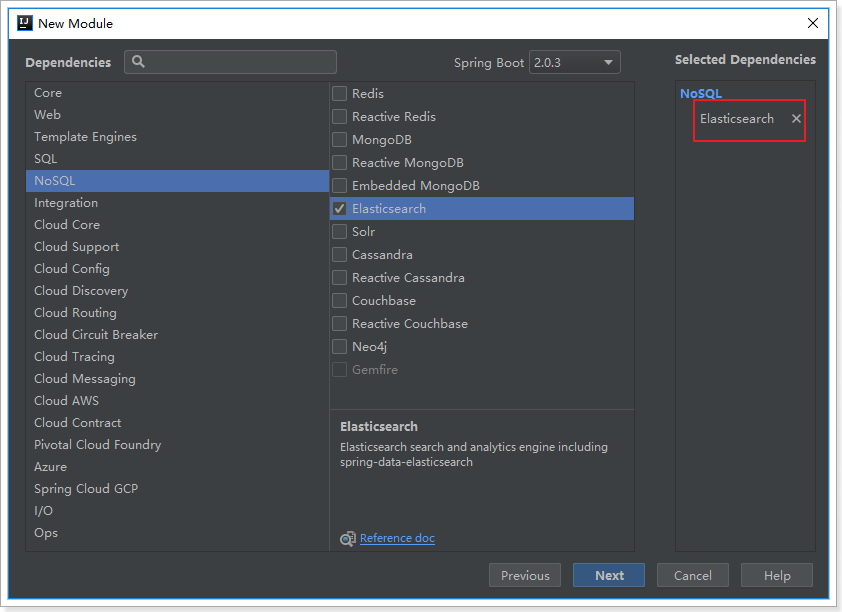 New Module
Dependencies
Spring Boot 2.0.3
Selected Dependencies
Core
Web
Template Engines
SQL
NoSQL
Integration
Cloud Core
Cloud Support
Cloud Config
Cloud Discovery
Cloud Routing
Cloud Circuit Breaker
Cloud Tracing
Cloud Messaging
Cloud AWS
Cloud Contract
Pivotal Cloud Foundry
Azure
Spring Cloud GCP
I/O
Ops
Redis
Reactive Redis
MongoDB
Reactive MongoDB
Embedded MongoDB
Elasticsearch
Solr
Cassandra
Reactive Cassandra
Couchbase
Reactive Couchbase
Neo4j
Gemfire
Elasticsearch
Elasticsearch search and analytics engine including
spring-data-elasticsearch
Reference doc
NoSQL
Elasticsearch
Previous
Next
Cancel
Help